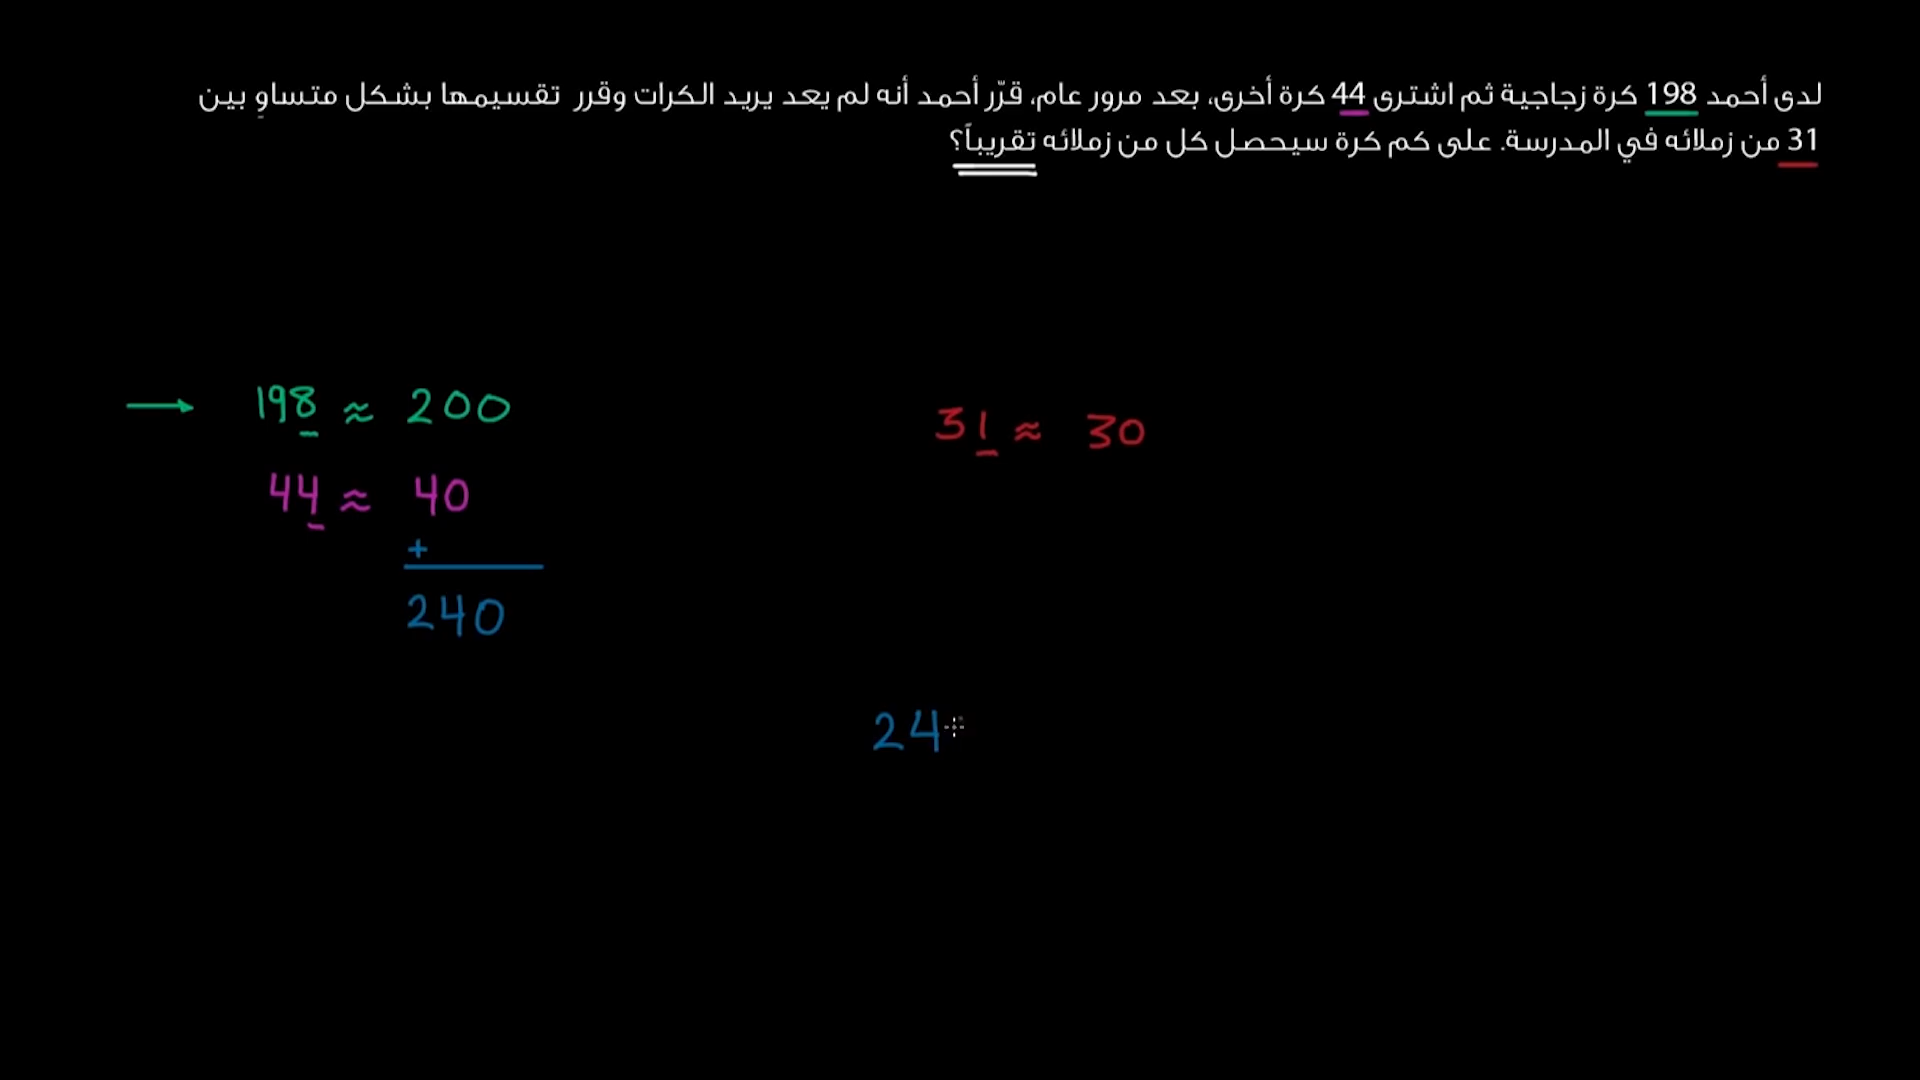 لدى أحمد 198 كرة زجاجية ثم اشترى 44 كرة أخرى، بعد مرور عام، قرّر أحمد أنه لم يعد يريد الكرات وقرر تقسيمها بشكل متساوٍ بين
31 من زملائه في المدرسة. على كم كرة سيحصل كل من زملائه تقريباً؟
→ 198 ≈ 200
31 ≈ 30
44 ≈ 40
+
240
24